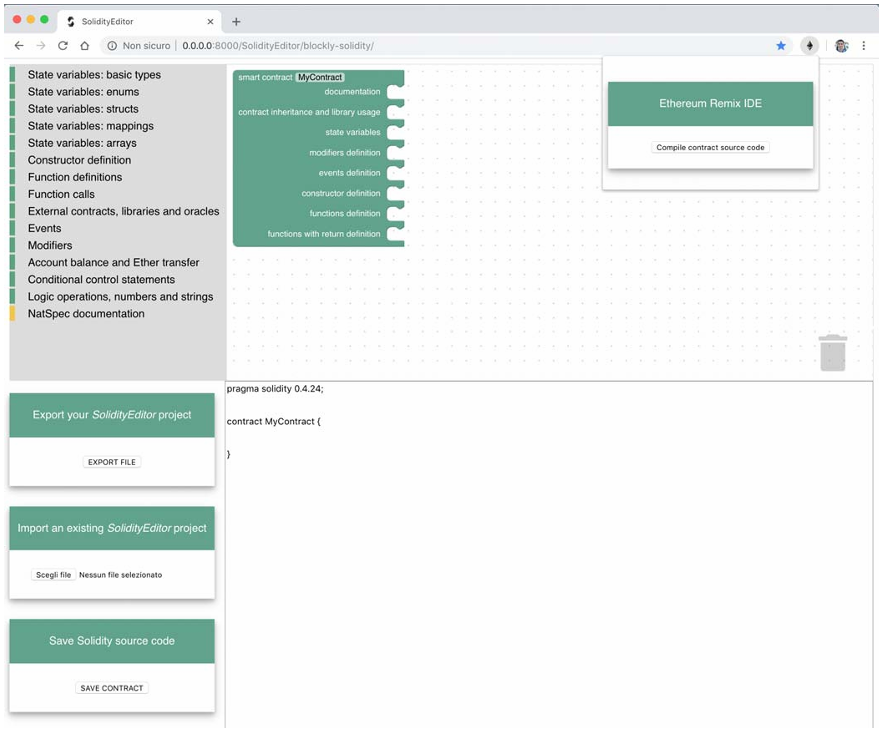 SolidityEditor
Non sicuro | 0.0.0.0:8000/SolidityEditor/blockly-solidity/
State variables: basic types
State variables: enums
State variables: structs
State variables: mappings
State variables: arrays
Constructor definition
Function definitions
Function calls
External contracts, libraries and oracles
Events
Modifiers
Account balance and Ether transfer
Conditional control statements
Logic operations, numbers and strings
NatSpec documentation
smart contract MyContract
documentation
contract inheritance and library usage
state variables
modifiers definition
events definition
constructor definition
functions definition
functions with return definition
Ethereum Remix IDE
Compile contract source code
Export your SolidityEditor project
EXPORT FILE
Import an existing SolidityEditor project
Scegli file Nessun file selezionato
Save Solidity source code
SAVE CONTRACT
pragma solidity 0.4.24;
contract MyContract {
}